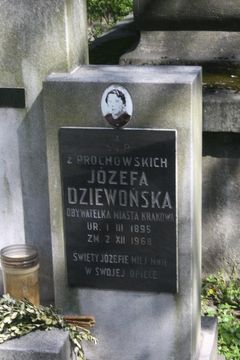 Ś.P.
Z PROCHOWSKICH
JÓZEFA
DZIEWOŃSKA
OBYWATELKA MIASTA KRAKOWA
UR. 1 III 1895
ZM. 2 XII 1968
ŚWIĘTY JÓZEFIE MIEJ MNIE
W SWOJEJ OPIECE